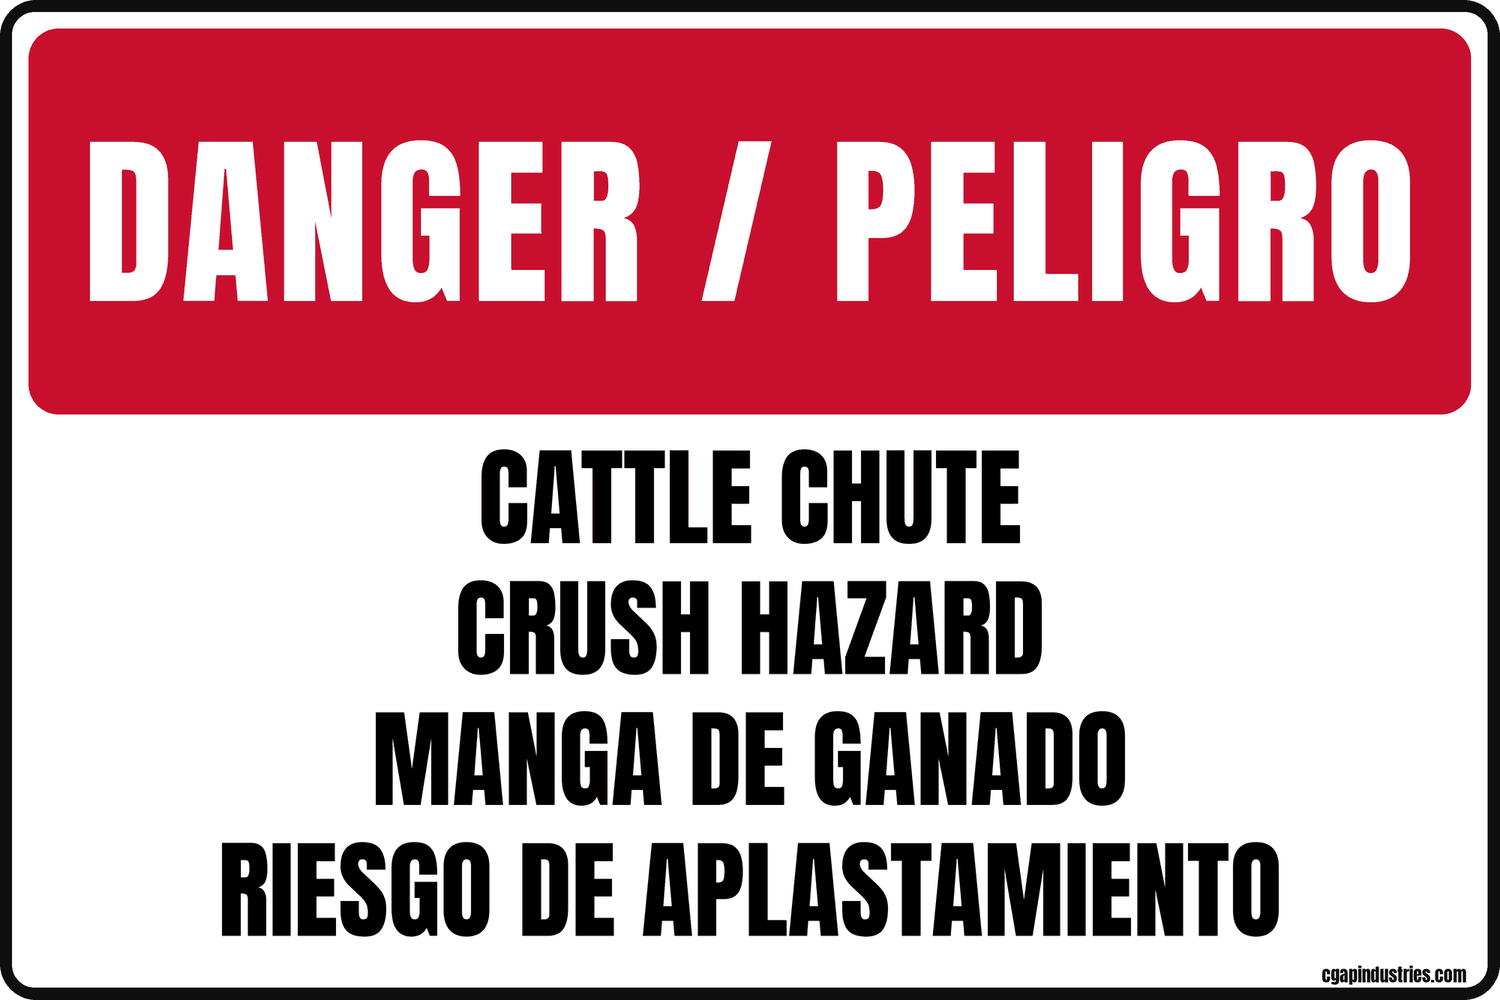 DANGER / PELIGRO
CATTLE CHUTE
CRUSH HAZARD
MANGA DE GANADO
RIESGO DE APLASTAMIENTO
cgapindustries.com